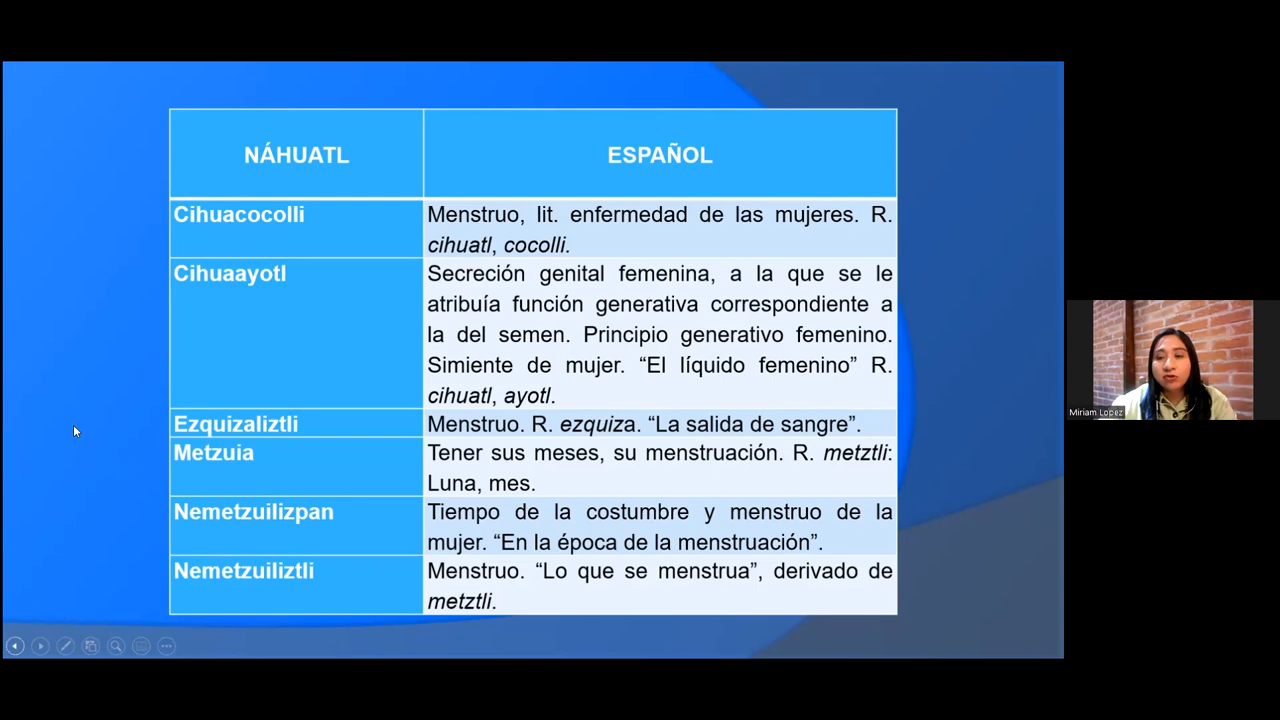 NÁHUATL
ESPAÑOL
Cihuacocolli
Menstruo, lit. enfermedad de las mujeres. R.
cihuatl, cocolli.
Cihuaayotl
Secreción genital femenina, a la que se le
atribuía función generativa correspondiente a
la del semen. Principio generativo femenino.
Simiente de mujer. “El líquido femenino” R.
cihuatl, ayotl.
Ezquizaliztli
Menstruo. R. ezquiza. “La salida de sangre”.
Metzuia
Tener sus meses, su menstruación. R. metztli:
Luna, mes.
Nemetzuilizpan
Tiempo de la costumbre y menstruo de la
mujer. “En la época de la menstruación”.
Nemetzuiliztli
Menstruo. “Lo que se menstrua”, derivado de
metztli.
Miriam Lopez